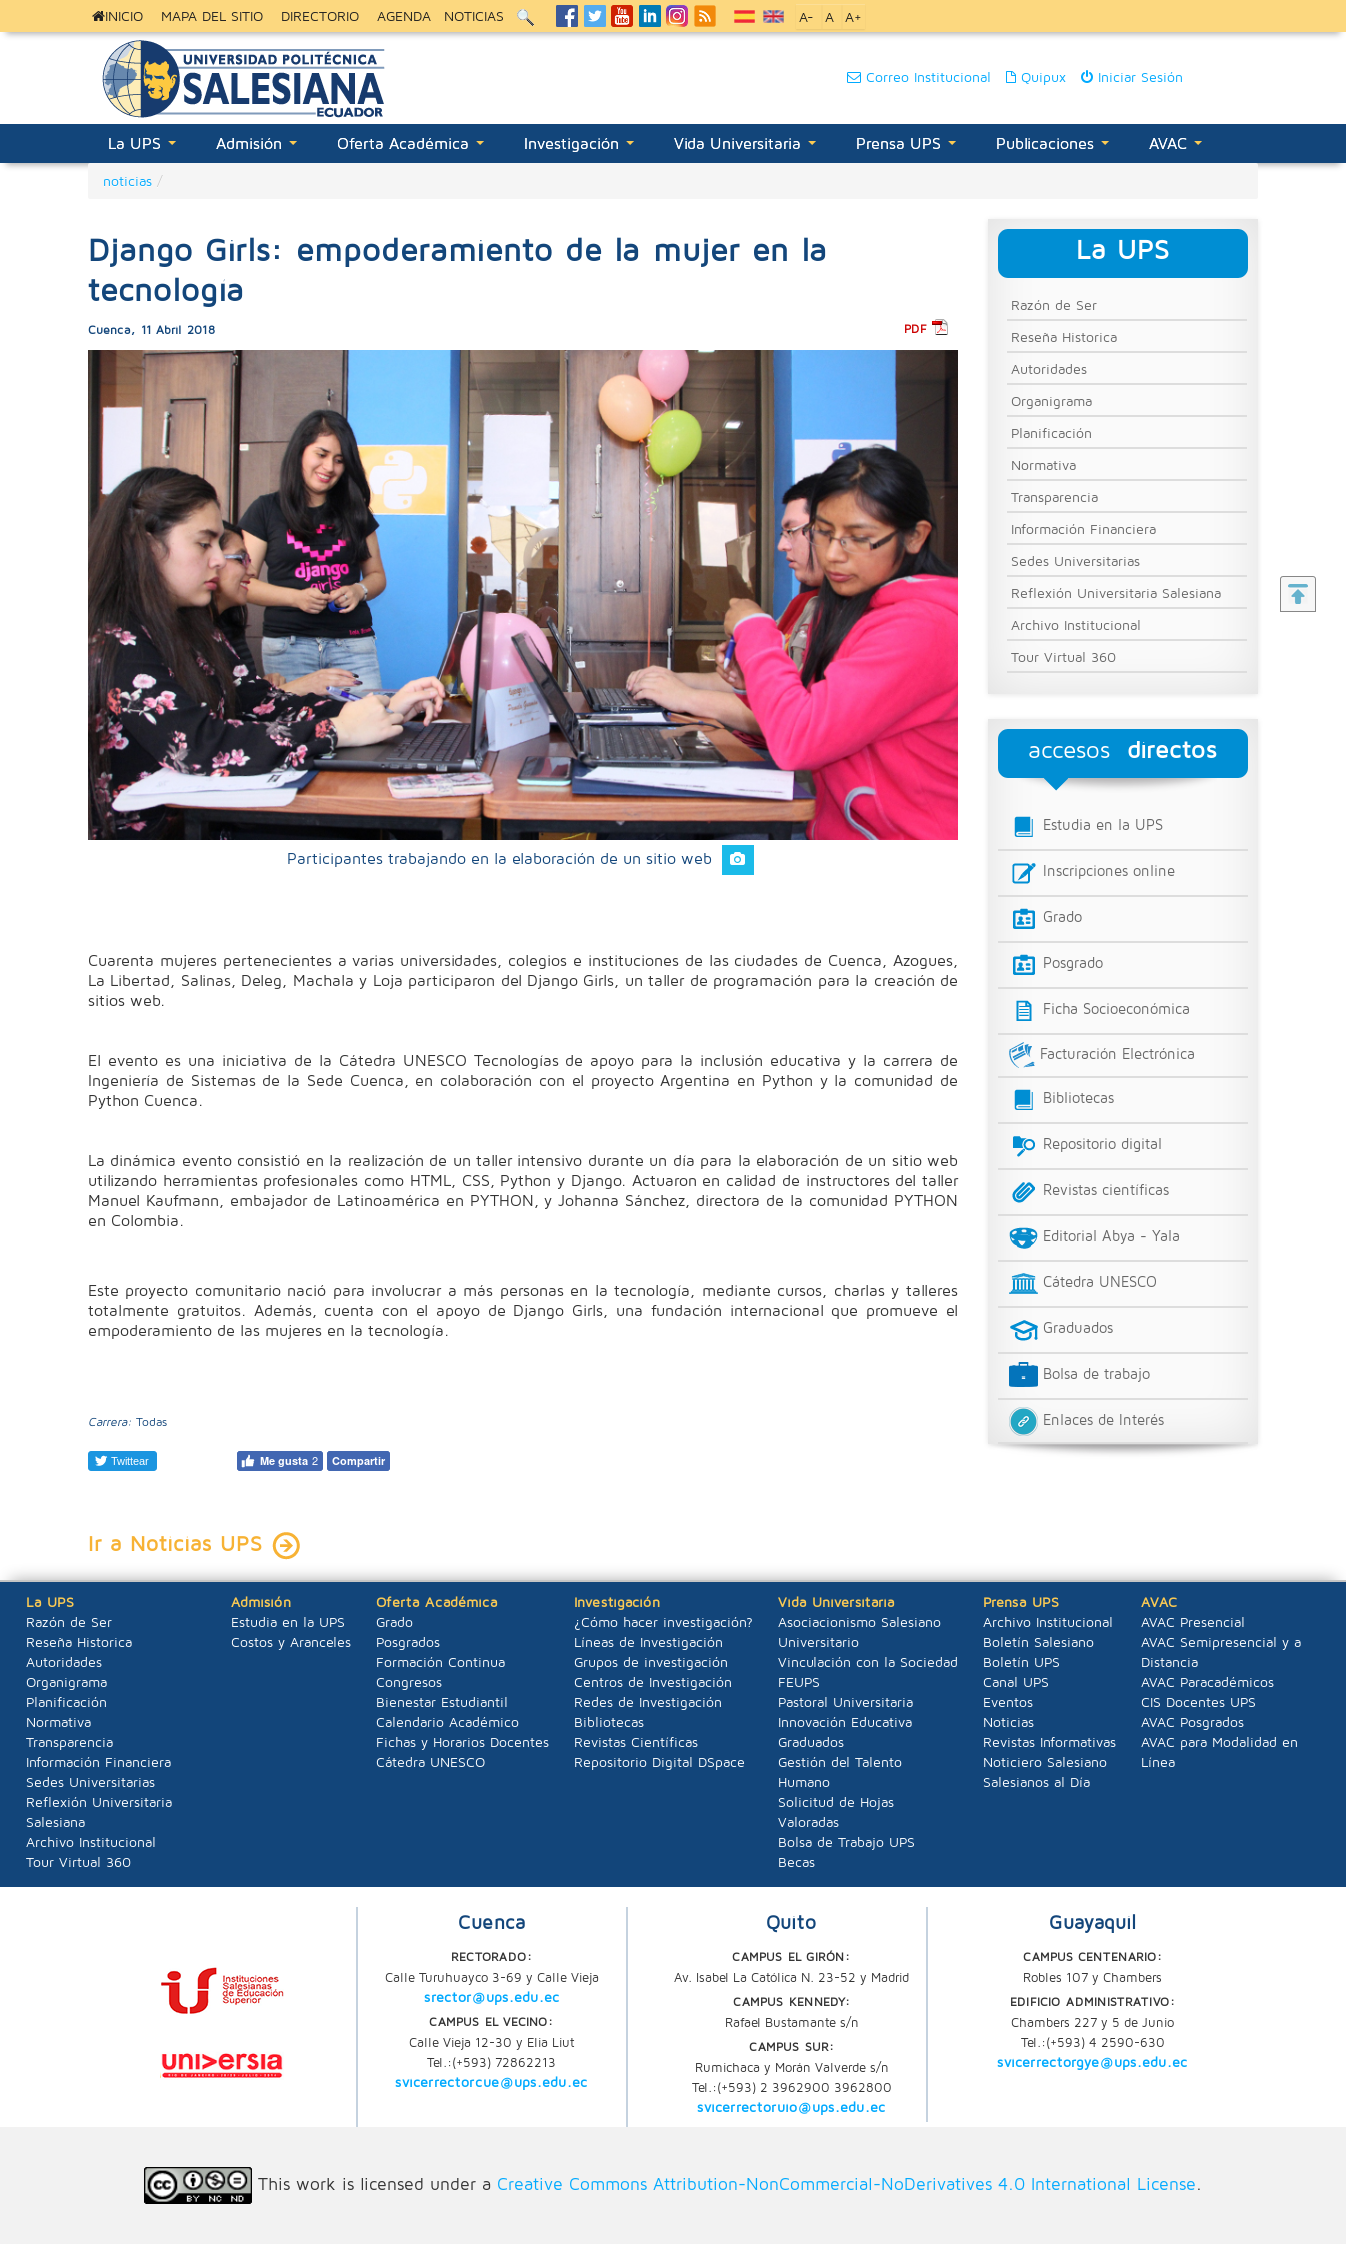 INICIO MAPA DEL SITIO DIRECTORIO AGENDA NOTICIAS A- A A+
UNIVERSIDAD POLITÉCNICA
SALESIANA
ECUADOR
Correo Institucional Quipux Iniciar Sesión
La UPS Admisión Oferta Académica Investigación Vida Universitaria Prensa UPS Publicaciones AVAC
noticias /
Django Girls: empoderamiento de la mujer en la
tecnología
Cuenca, 11 Abril 2018
PDF
django
girls
Participantes trabajando en la elaboración de un sitio web
Cuarenta mujeres pertenecientes a varias universidades, colegios e instituciones de las ciudades de Cuenca, Azogues,
La Libertad, Salinas, Deleg, Machala y Loja participaron del Django Girls, un taller de programación para la creación de
sitios web.
El evento es una iniciativa de la Cátedra UNESCO Tecnologías de apoyo para la inclusión educativa y la carrera de
Ingeniería de Sistemas de la Sede Cuenca, en colaboración con el proyecto Argentina en Python y la comunidad de
Python Cuenca.
La dinámica evento consistió en la realización de un taller intensivo durante un día para la elaboración de un sitio web
utilizando herramientas profesionales como HTML, CSS, Python y Django. Actuaron en calidad de instructores del taller
Manuel Kaufmann, embajador de Latinoamérica en PYTHON, y Johanna Sánchez, directora de la comunidad PYTHON
en Colombia.
Este proyecto comunitario nació para involucrar a más personas en la tecnología, mediante cursos, charlas y talleres
totalmente gratuitos. Además, cuenta con el apoyo de Django Girls, una fundación internacional que promueve el
empoderamiento de las mujeres en la tecnología.
Carrera: Todas
Twittear
Me gusta 2
Compartir
Ir a Noticias UPS
La UPS
Razón de Ser
Reseña Historica
Autoridades
Organigrama
Planificación
Normativa
Transparencia
Información Financiera
Sedes Universitarias
Reflexión Universitaria Salesiana
Archivo Institucional
Tour Virtual 360
accesos directos
Estudia en la UPS
Inscripciones online
Grado
Posgrado
Ficha Socioeconómica
Facturación Electrónica
Bibliotecas
Repositorio digital
Revistas científicas
Editorial Abya - Yala
Cátedra UNESCO
Graduados
Bolsa de trabajo
Enlaces de Interés
La UPS
Razón de Ser
Reseña Historica
Autoridades
Organigrama
Planificación
Normativa
Transparencia
Información Financiera
Sedes Universitarias
Reflexión Universitaria
Salesiana
Archivo Institucional
Tour Virtual 360
Admisión
Estudia en la UPS
Costos y Aranceles
Oferta Académica
Grado
Posgrados
Formación Continua
Congresos
Bienestar Estudiantil
Calendario Académico
Fichas y Horarios Docentes
Cátedra UNESCO
Investigación
¿Cómo hacer investigación?
Líneas de Investigación
Grupos de investigación
Centros de Investigación
Redes de Investigación
Bibliotecas
Revistas Científicas
Repositorio Digital DSpace
Vida Universitaria
Asociacionismo Salesiano
Universitario
Vinculación con la Sociedad
FEUPS
Pastoral Universitaria
Innovación Educativa
Graduados
Gestión del Talento
Humano
Solicitud de Hojas
Valoradas
Bolsa de Trabajo UPS
Becas
Prensa UPS
Archivo Institucional
Boletín Salesiano
Boletín UPS
Canal UPS
Eventos
Noticias
Revistas Informativas
Noticiero Salesiano
Salesianos al Día
AVAC
AVAC Presencial
AVAC Semipresencial y a
Distancia
AVAC Paracadémicos
CIS Docentes UPS
AVAC Posgrados
AVAC para Modalidad en
Línea
Instituciones
Salesianas
de Educación
Superior
universia
Cuenca
RECTORADO:
Calle Turuhuayco 3-69 y Calle Vieja
srector@ups.edu.ec
CAMPUS EL VECINO:
Calle Vieja 12-30 y Elia Liut
Tel.:(+593) 72862213
svicerrectorcue@ups.edu.ec
Quito
CAMPUS EL GIRÓN:
Av. Isabel La Católica N. 23-52 y Madrid
CAMPUS KENNEDY:
Rafael Bustamante s/n
CAMPUS SUR:
Rumichaca y Morán Valverde s/n
Tel.:(+593) 2 3962900 3962800
svicerrectoruio@ups.edu.ec
Guayaquil
CAMPUS CENTENARIO:
Robles 107 y Chambers
EDIFICIO ADMINISTRATIVO:
Chambers 227 y 5 de Junio
Tel.:(+593) 4 2590-630
svicerrectorgye@ups.edu.ec
BY NC ND
This work is licensed under a Creative Commons Attribution-NonCommercial-NoDerivatives 4.0 International License.